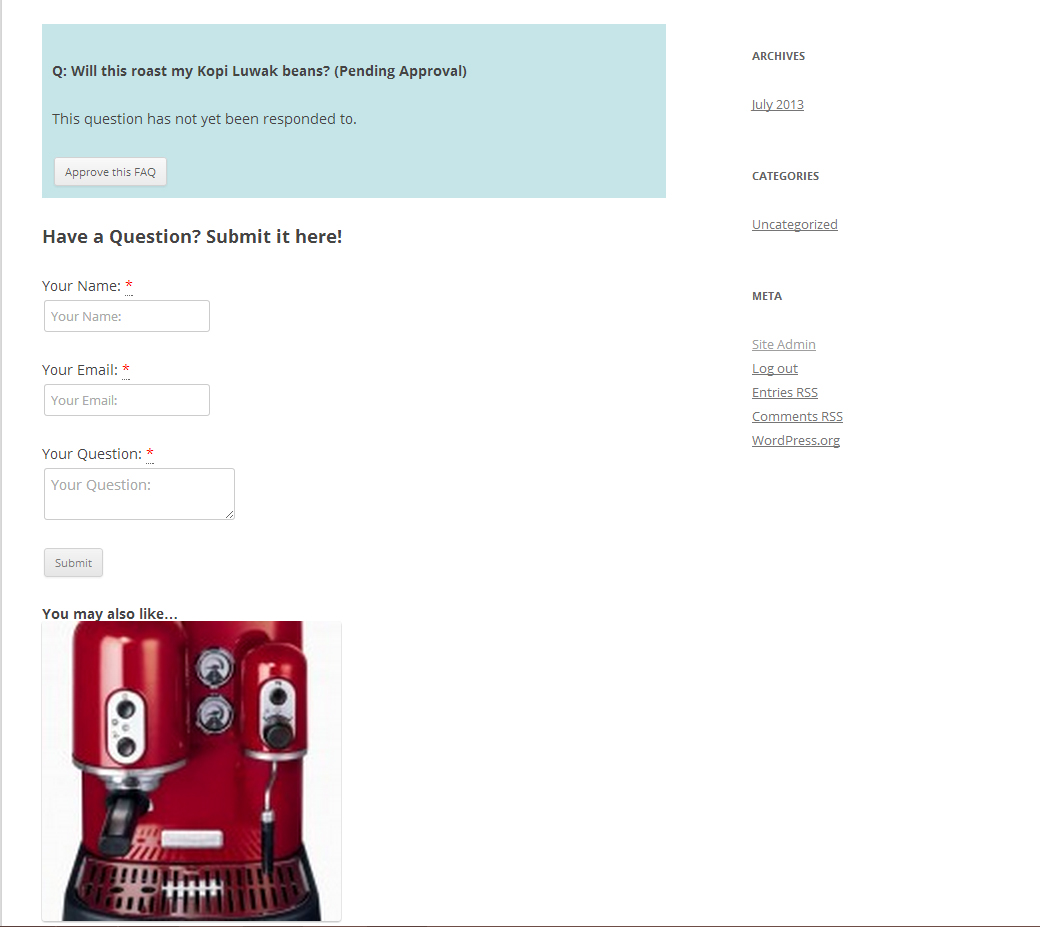 Q: Will this roast my Kopi Luwak beans? (Pending Approval)
This question has not yet been responded to.
Approve this FAQ
Have a Question? Submit it here!
Your Name: *
Your Name:
Your Email: *
Your Email:
Your Question: *
Your Question:
Submit
You may also like...
ARCHIVES
July 2013
CATEGORIES
Uncategorized
META
Site Admin
Log out
Entries RSS
Comments RSS
WordPress.org